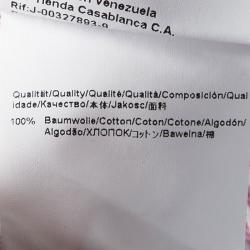 Venezuela
Rif:J-00327893-9
Tienda Casablanca C.A.
Qualität/Quality/Qualité/Qualità/Composición/Qual
idade/Качество/本体/Jakosc/面料
100% Baumwolle/Cotton/Coton/Cotone/Algodón/
Algodão/ХЛОПОК/コットン/Bawelna/棉